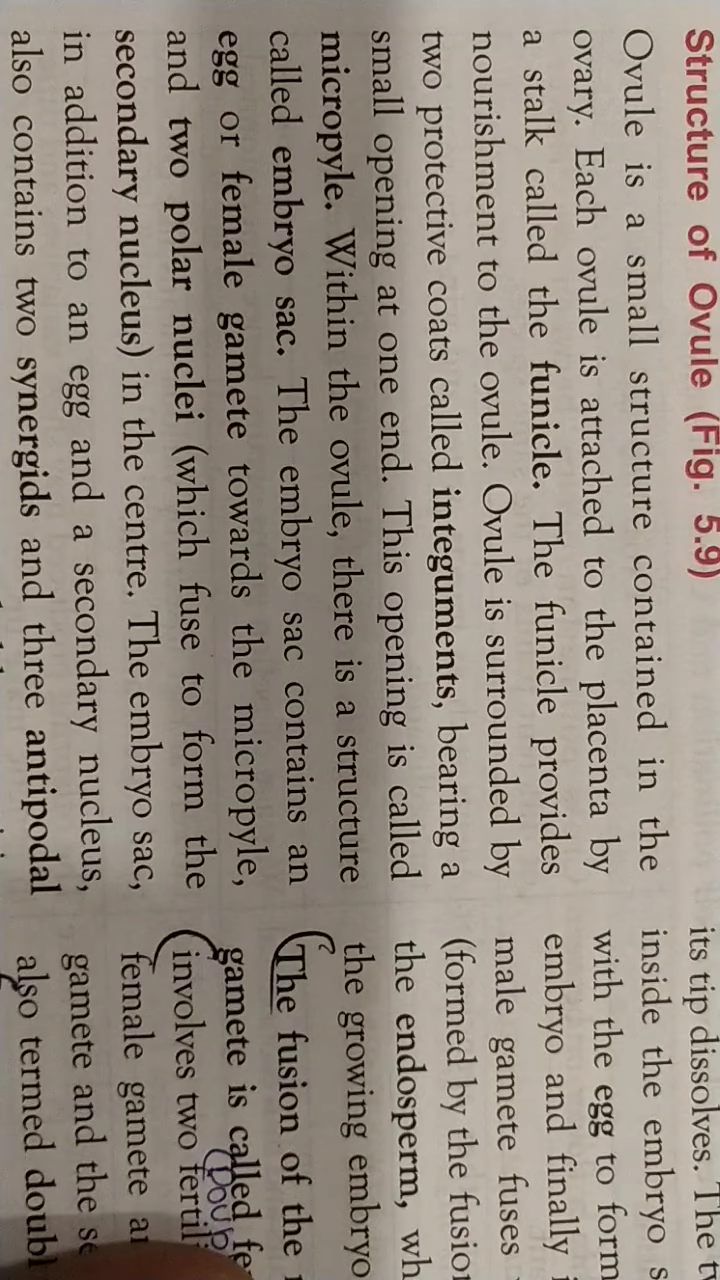 Structure of Ovule (Fig. 5.9)
Ovule is a small structure contained in the
ovary. Each ovule is attached to the placenta by
a stalk called the funicle. The funicle provides
nourishment to the ovule. Ovule is surrounded by
two protective coats called integuments, bearing a
small opening at one end. This opening is called
micropyle. Within the ovule, there is a structure
called embryo sac. The embryo sac contains an
egg or female gamete towards the micropyle,
and two polar nuclei (which fuse to form the
secondary nucleus) in the centre. The embryo sac,
in addition to an egg and a secondary nucleus,
also contains two synergids and three antipodal
its tip dissolves. The
inside the embryo
with the egg to form
embryo and finally
male gamete fuses
(formed by the
the endosperm,
the growing embryo
(The fusion of the
gamete is called
involves two
female gamete
gamete and the
also termed